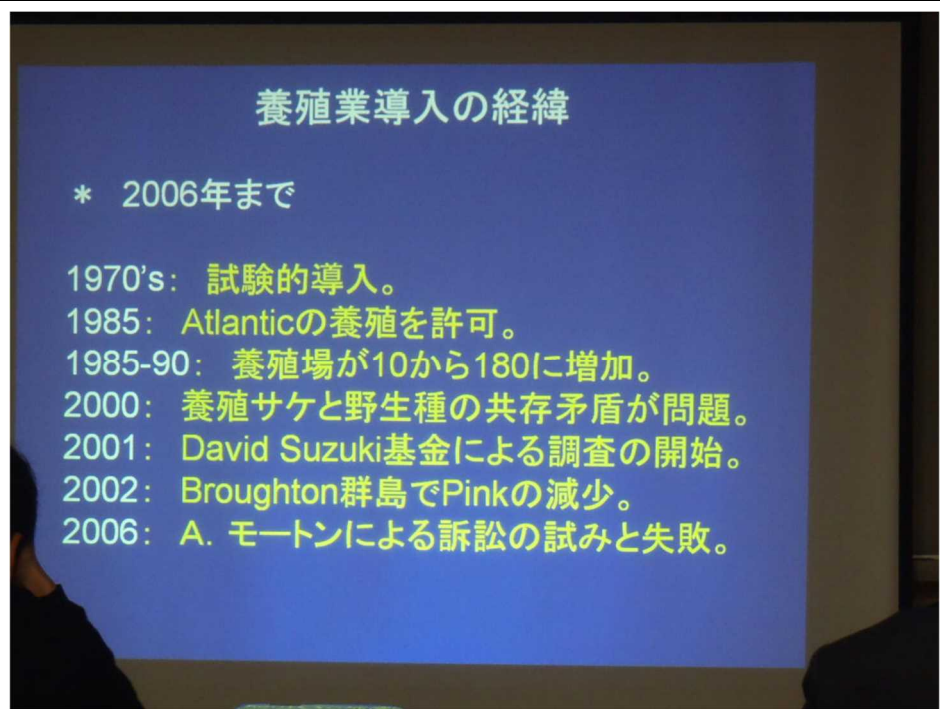 養殖業導入の経緯
* 2006年まで
1970's: 試験的導入。
1985: Atlanticの養殖を許可。
1985-90: 養殖場が10から180に増加。
2000: 養殖サケと野生種の共存矛盾が問題。
2001: David Suzuki基金による調査の開始。
2002: Broughton群島でPinkの減少。
2006: A. モートンによる訴訟の試みと失敗。